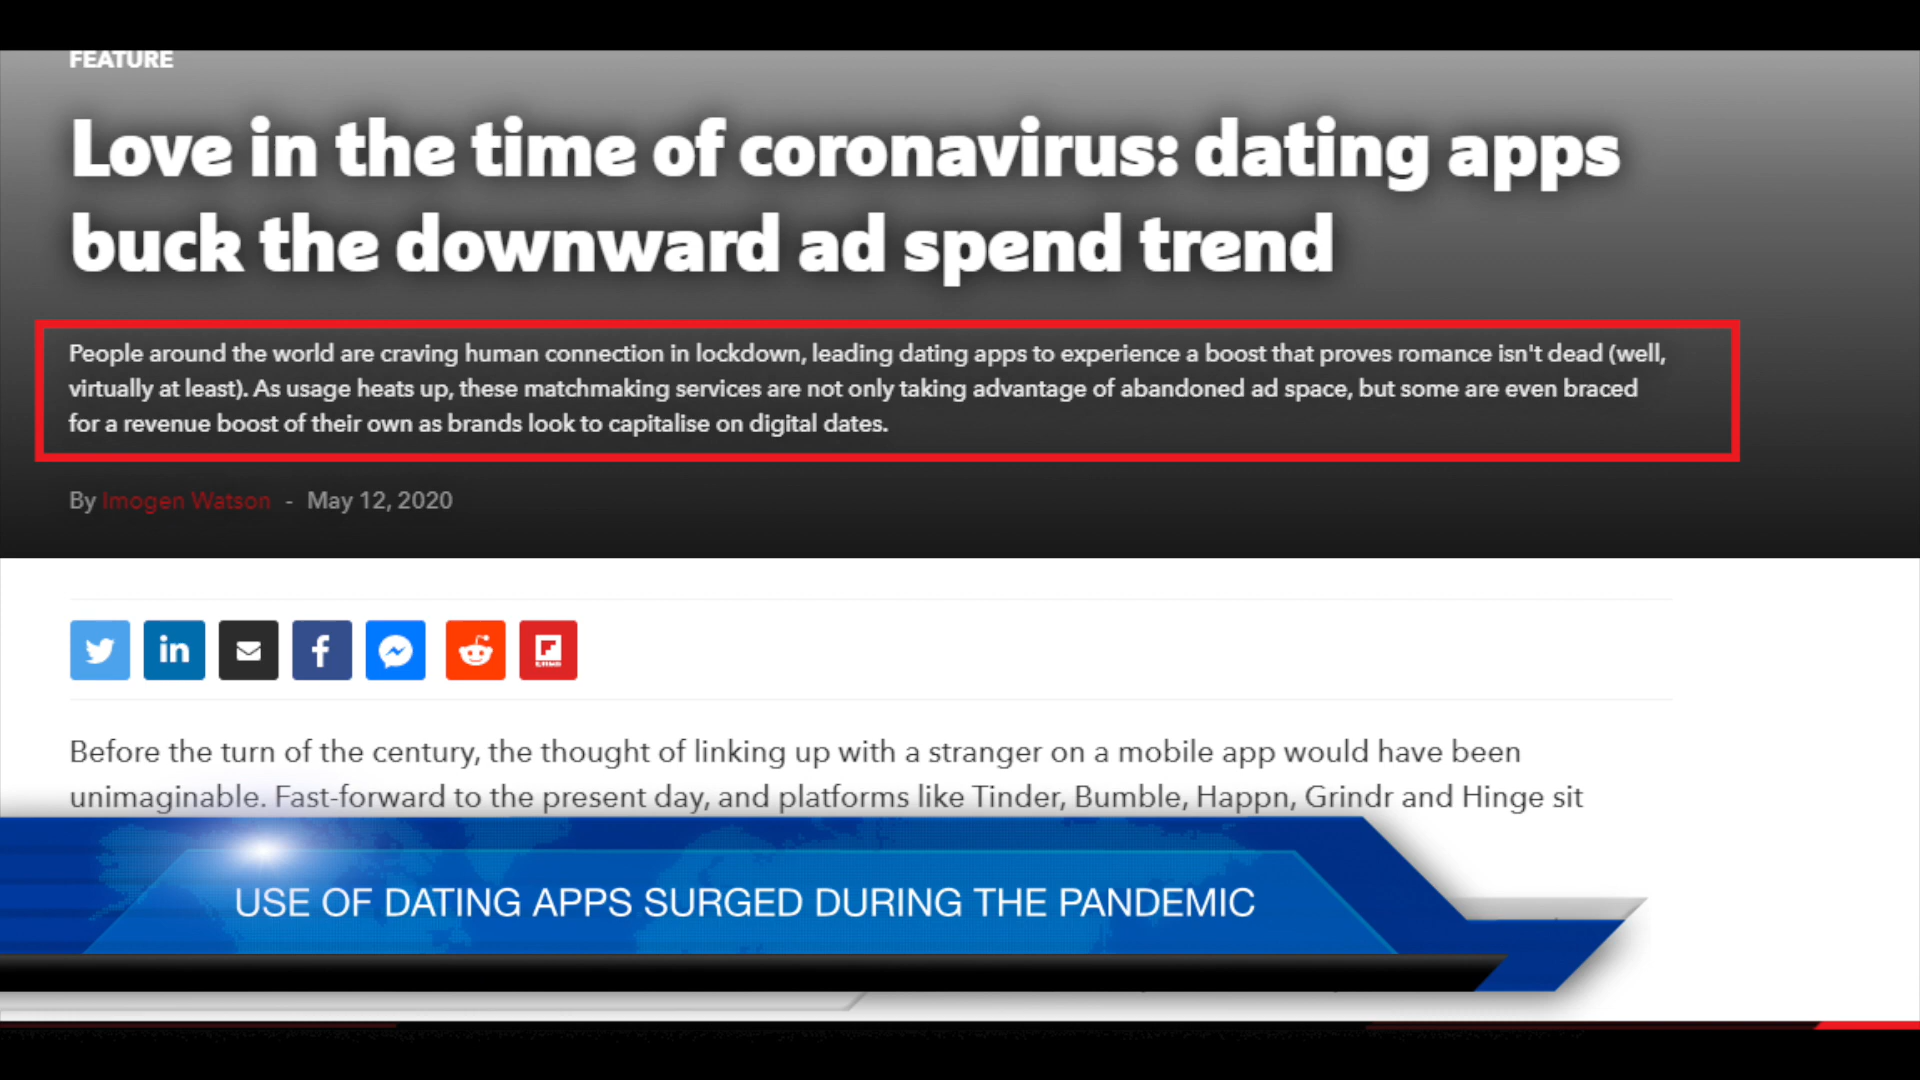 FEATURE
Love in the time of coronavirus: dating apps
buck the downward ad spend trend
People around the world are craving human connection in lockdown, leading dating apps to experience a boost that proves romance isn't dead (well,
virtually at least). As usage heats up, these matchmaking services are not only taking advantage of abandoned ad space, but some are even braced
for a revenue boost of their own as brands look to capitalise on digital dates.
By Imogen Watson - May 12, 2020
in
f
Before the turn of the century, the thought of linking up with a stranger on a mobile app would have been
unimaginable. Fast-forward to the present day, and platforms like Tinder, Bumble, Happn, Grindr and Hinge sit
USE OF DATING APPS SURGED DURING THE PANDEMIC